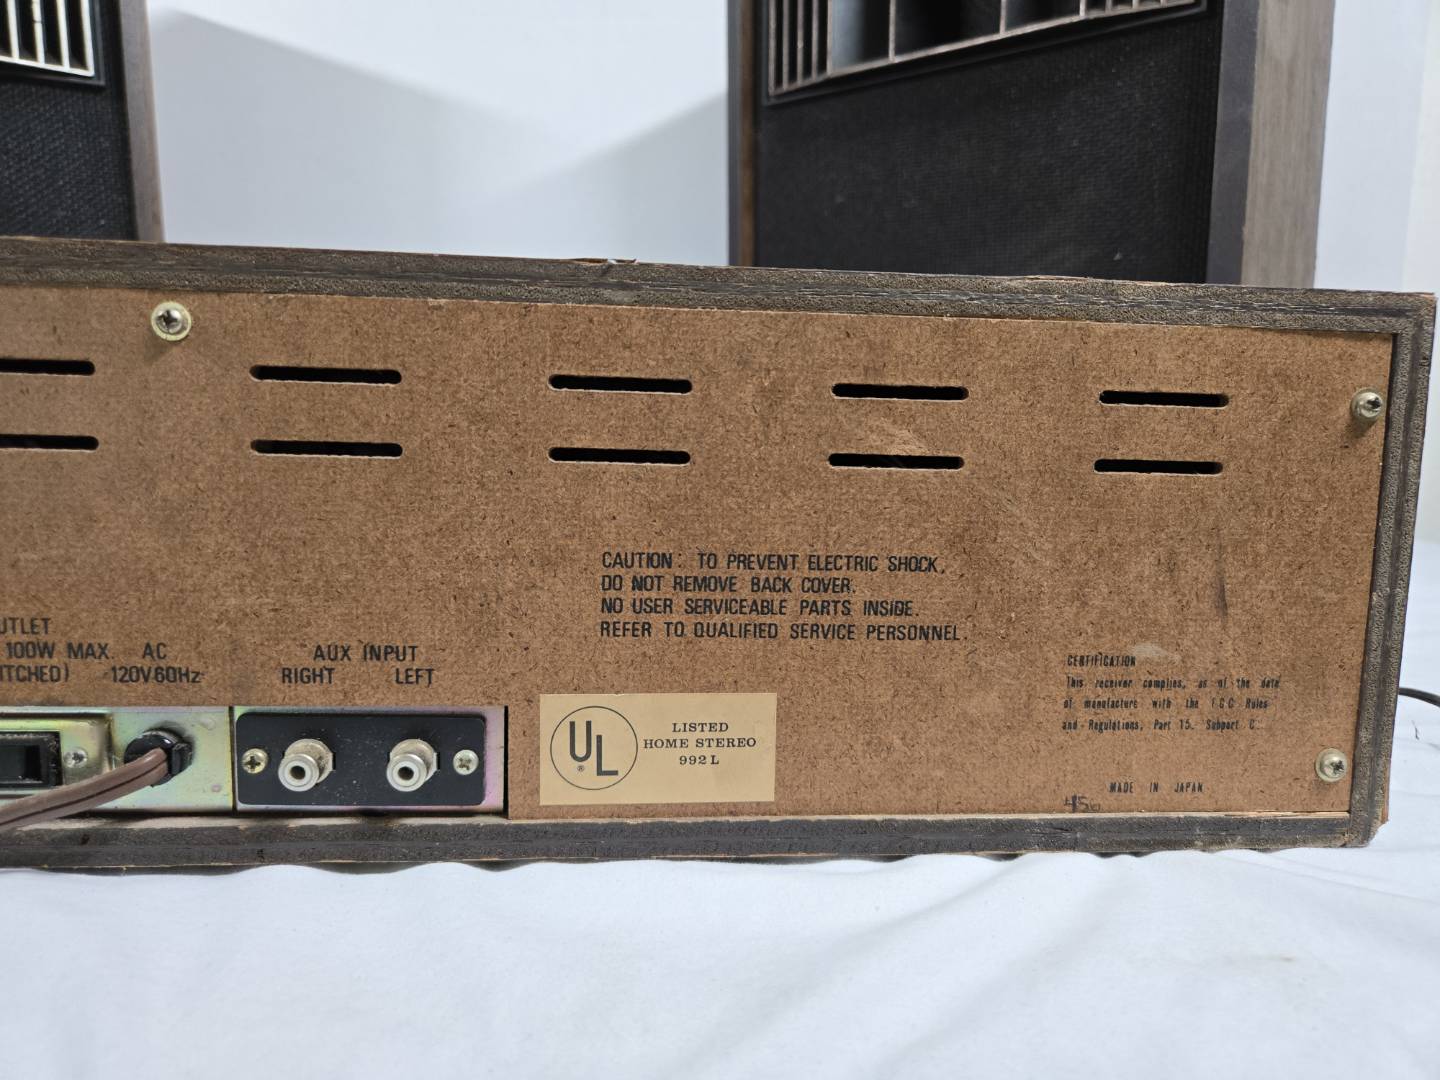 CAUTION: TO PREVENT ELECTRIC SHOCK,
DO NOT REMOVE BACK COVER.
NO USER SERVICEABLE PARTS INSIDE.
REFER TO QUALIFIED SERVICE PERSONNEL.
UTLET
100W MAX. AC
ITCHED) 120V60Hz
AUX INPUT
RIGHT LEFT
UL
®
LISTED
HOME STEREO
992L
CERTIFICATION
This receiver complies, as of the date
of manufacture with the FCC Rules
and Regulations, Part 15. Subpart C.
MADE IN JAPAN